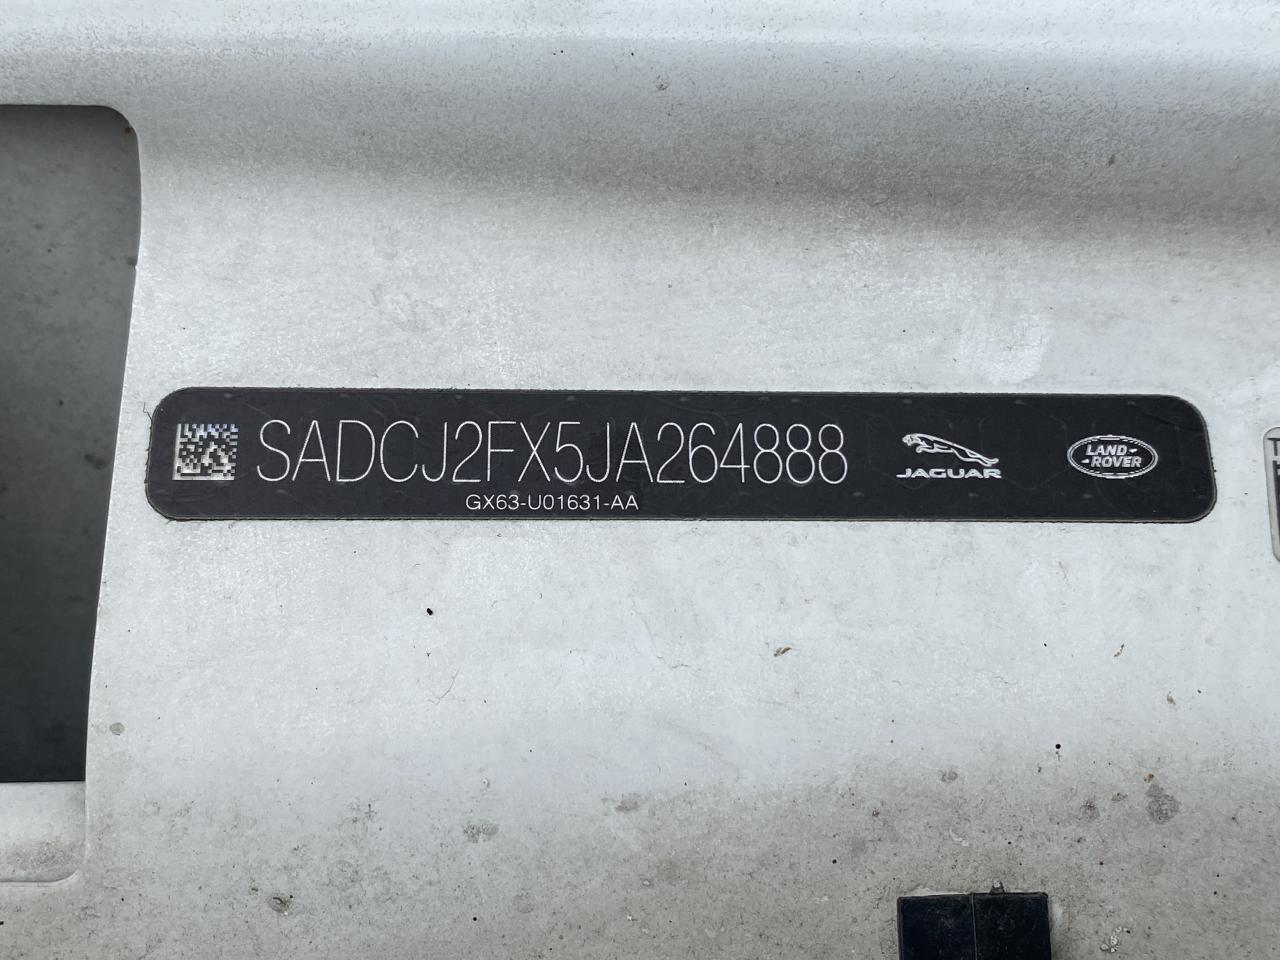 SADCJ2FX5JA264888
GX63-U01631-AA
JAGUAR
LAND-
-ROVER